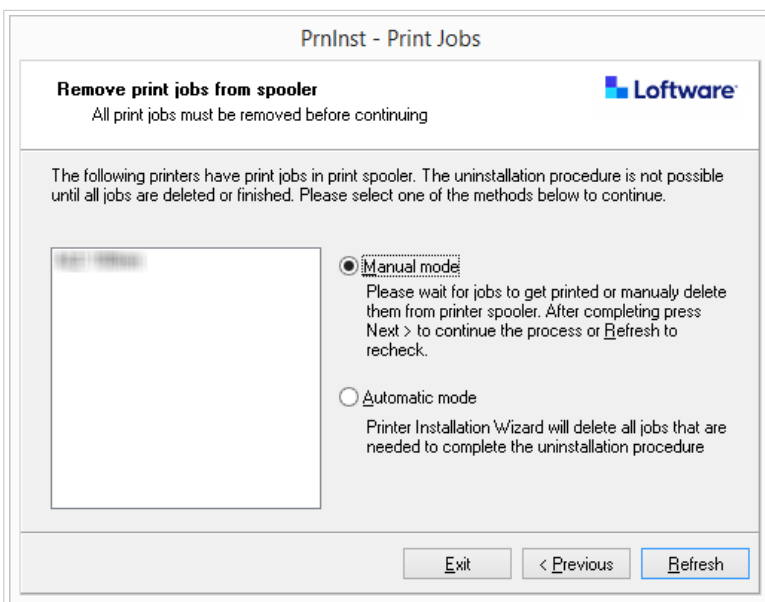 PrnInst - Print Jobs
Remove print jobs from spooler
All print jobs must be removed before continuing
Loftware
The following printers have print jobs in print spooler. The uninstallation procedure is not possible
until all jobs are deleted or finished. Please select one of the methods below to continue.
Manual mode
Please wait for jobs to get printed or manualy delete
them from printer spooler. After completing press
Next > to continue the process or Refresh to
recheck.
Automatic mode
Printer Installation Wizard will delete all jobs that are
needed to complete the uninstallation procedure
Exit
< Previous
Refresh